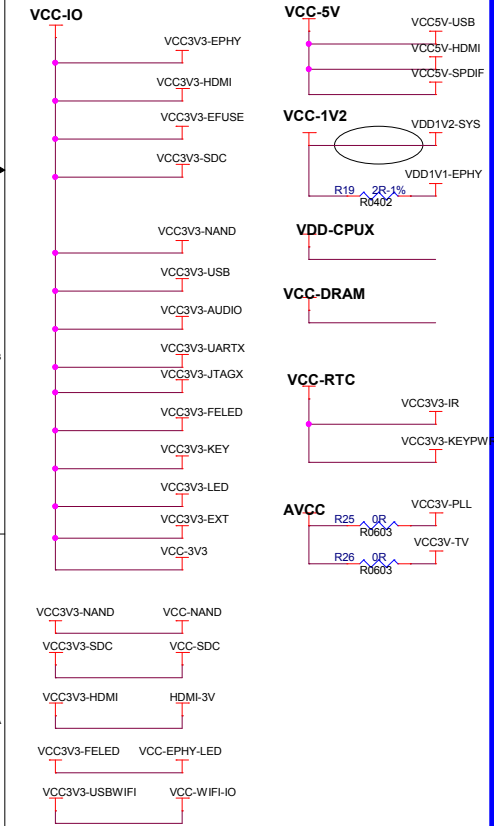 VCC-IO
VCC3V3-EPHY
VCC3V3-HDMI
VCC3V3-EFUSE
VCC3V3-SDC
VCC3V3-NAND
VCC3V3-USB
VCC3V3-AUDIO
VCC3V3-UARTX
VCC3V3-JTAGX
VCC3V3-FELED
VCC3V3-KEY
VCC3V3-LED
VCC3V3-EXT
VCC-3V3
VCC3V3-NAND VCC-NAND
VCC3V3-SDC VCC-SDC
VCC3V3-HDMI HDMI-3V
VCC3V3-FELED VCC-EPHY-LED
VCC3V3-USBWIFI VCC-WIFI-IO
VCC-5V
VCC5V-USB
VCC5V-HDMI
VCC5V-SPDIF
VCC-1V2
VDD1V2-SYS
VDD1V1-EPHY
R19 2R-1%
R0402
VDD-CPUX
VCC-DRAM
VCC-RTC
VCC3V3-IR
VCC3V3-KEYPW
AVCC
VCC3V-PLL
R25 0R
R0603
VCC3V-TV
R26 0R
R0603